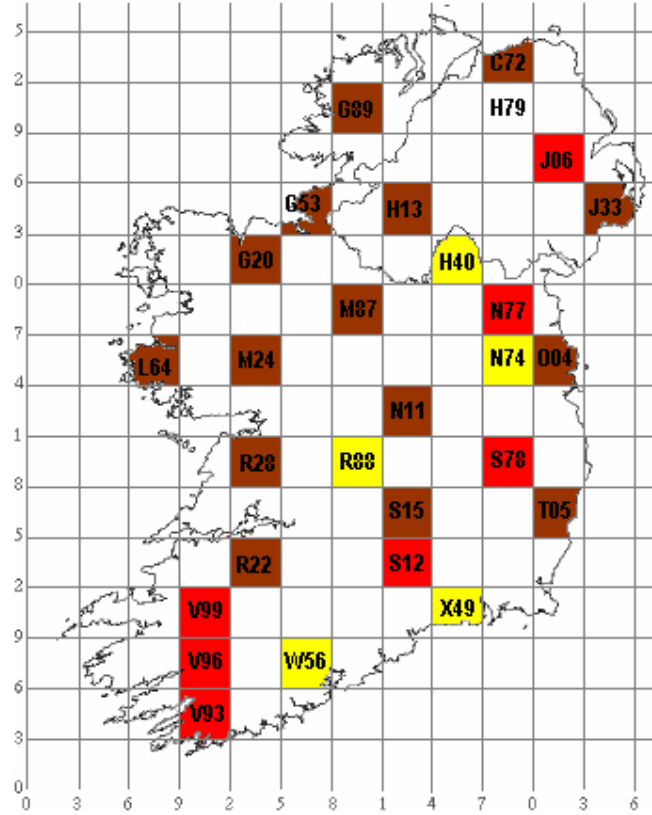 5
C72
2
G89 H79
9
J06
6
G53 H13 J33
3
G20 H40
0
M87 N77
7
L64 M24 N74 O04
4
N11
1
R28 R88 S78
8
S15 T05
5
R22 S12
2
V99 X49
9
V96 W56
6
V93
3
0
0 3 6 9 2 5 8 1 4 7 0 3 6